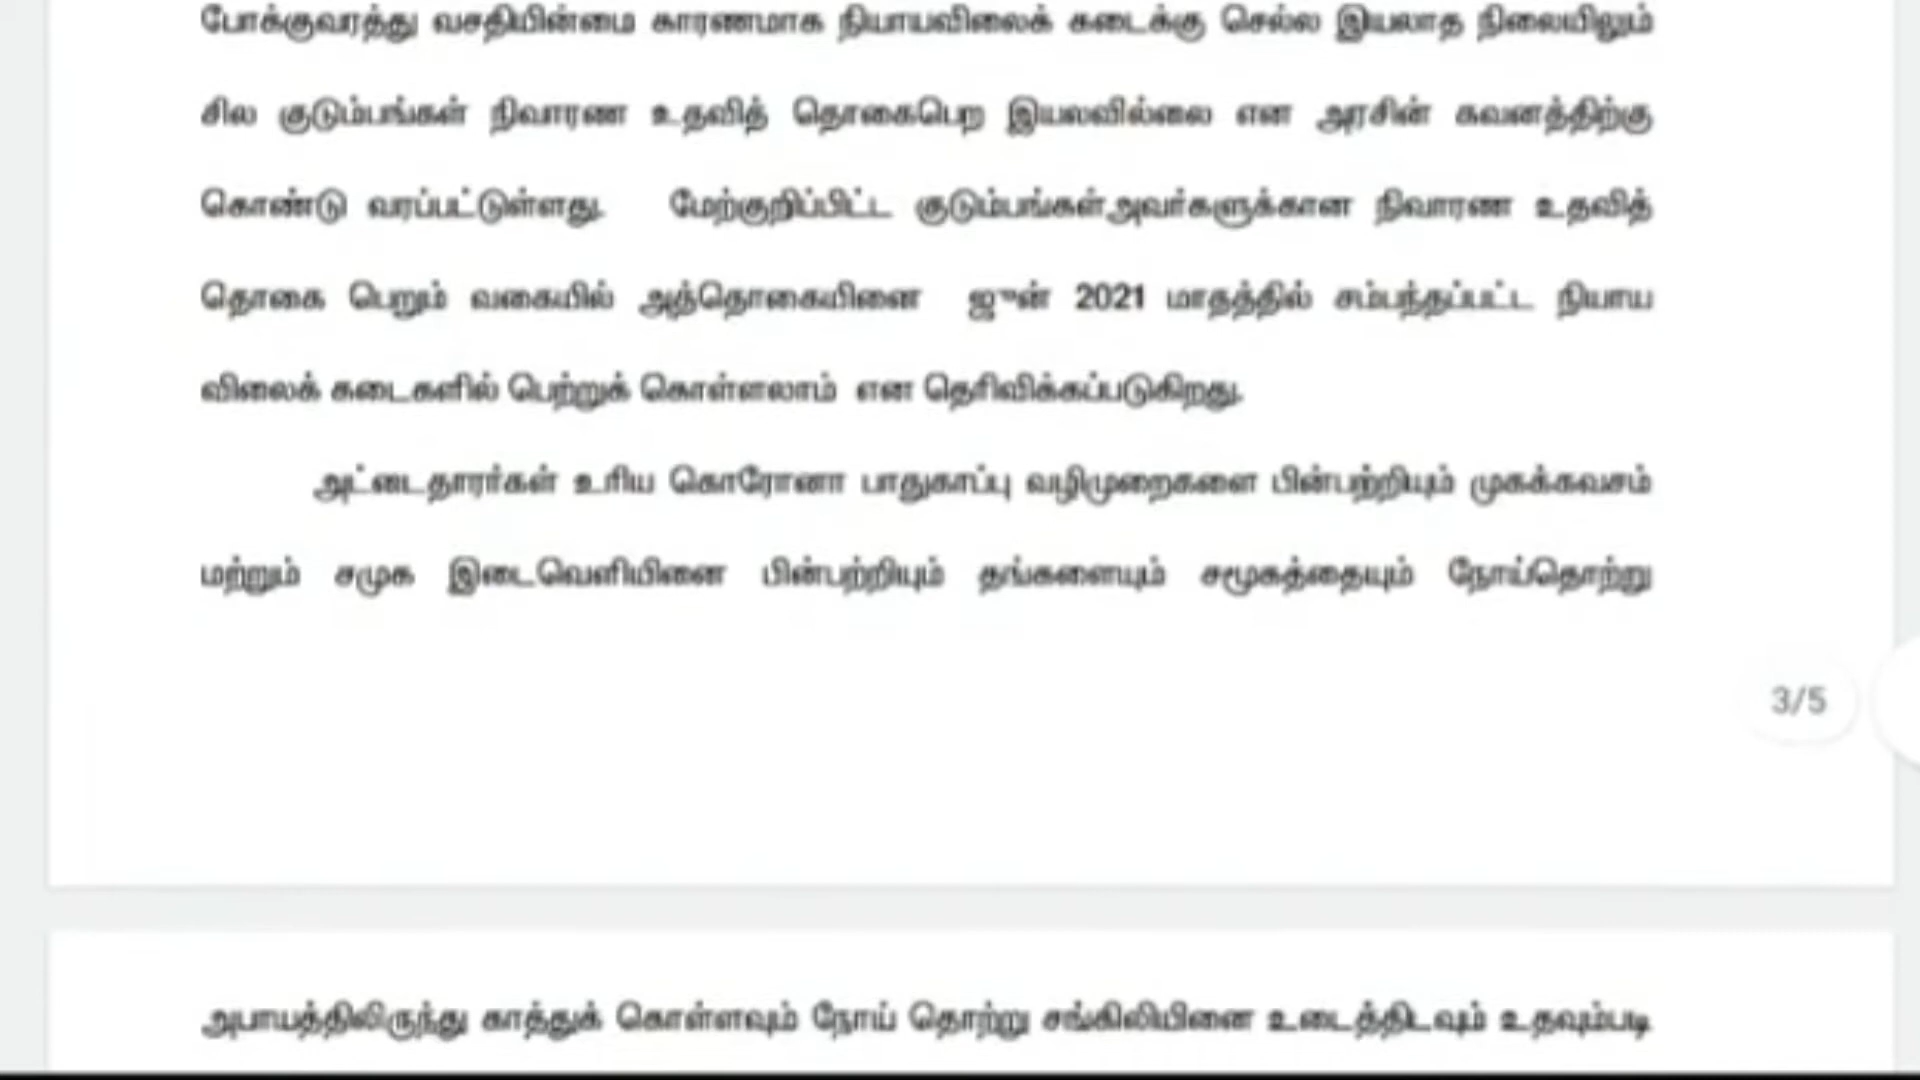 போக்குவரத்து வசதியின்மை காரணமாக நியாயவிலைக் கடைக்கு செல்ல இயலாத நிலையிலும்
சில குடும்பங்கள் நிவாரண உதவித் தொகைபெற இயலவில்லை என அரசின் கவனத்திற்கு
கொண்டு வரப்பட்டுள்ளது. மேற்குறிப்பிட்ட குடும்பங்கள்அவர்களுக்கான நிவாரண உதவித்
தொகை பெறும் வகையில் அத்தொகையினை ஜுன் 2021 மாதத்தில் சம்பந்தப்பட்ட நியாய
விலைக் கடைகளில் பெற்றுக் கொள்ளலாம் என தெரிவிக்கப்படுகிறது.
அட்டைதாரர்கள் உரிய கொரோனா பாதுகாப்பு வழிமுறைகளை பின்பற்றியும் முகக்கவசம்
மற்றும் சமுக இடைவெளியினை பின்பற்றியும் தங்களையும் சமூகத்தையும் நோய்தொற்று
3/5
அபாயத்திலிருந்து காத்துக் கொள்ளவும் நோய் தொற்று சங்கிலியினை உடைத்திடவும் உதவும்படி